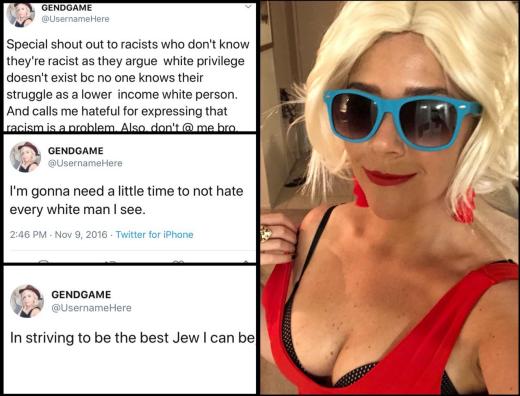 GENDGAME
@UsernameHere
Special shout out to racists who don't know
they're racist as they argue white privilege
doesn't exist bc no one knows their
struggle as a lower income white person.
And calls me hateful for expressing that
racism is a problem. Also, don't @ me bro.
GENDGAME
@UsernameHere
I'm gonna need a little time to not hate
every white man I see.
2:46 PM · Nov 9, 2016 · Twitter for iPhone
GENDGAME
@UsernameHere
In striving to be the best Jew I can be